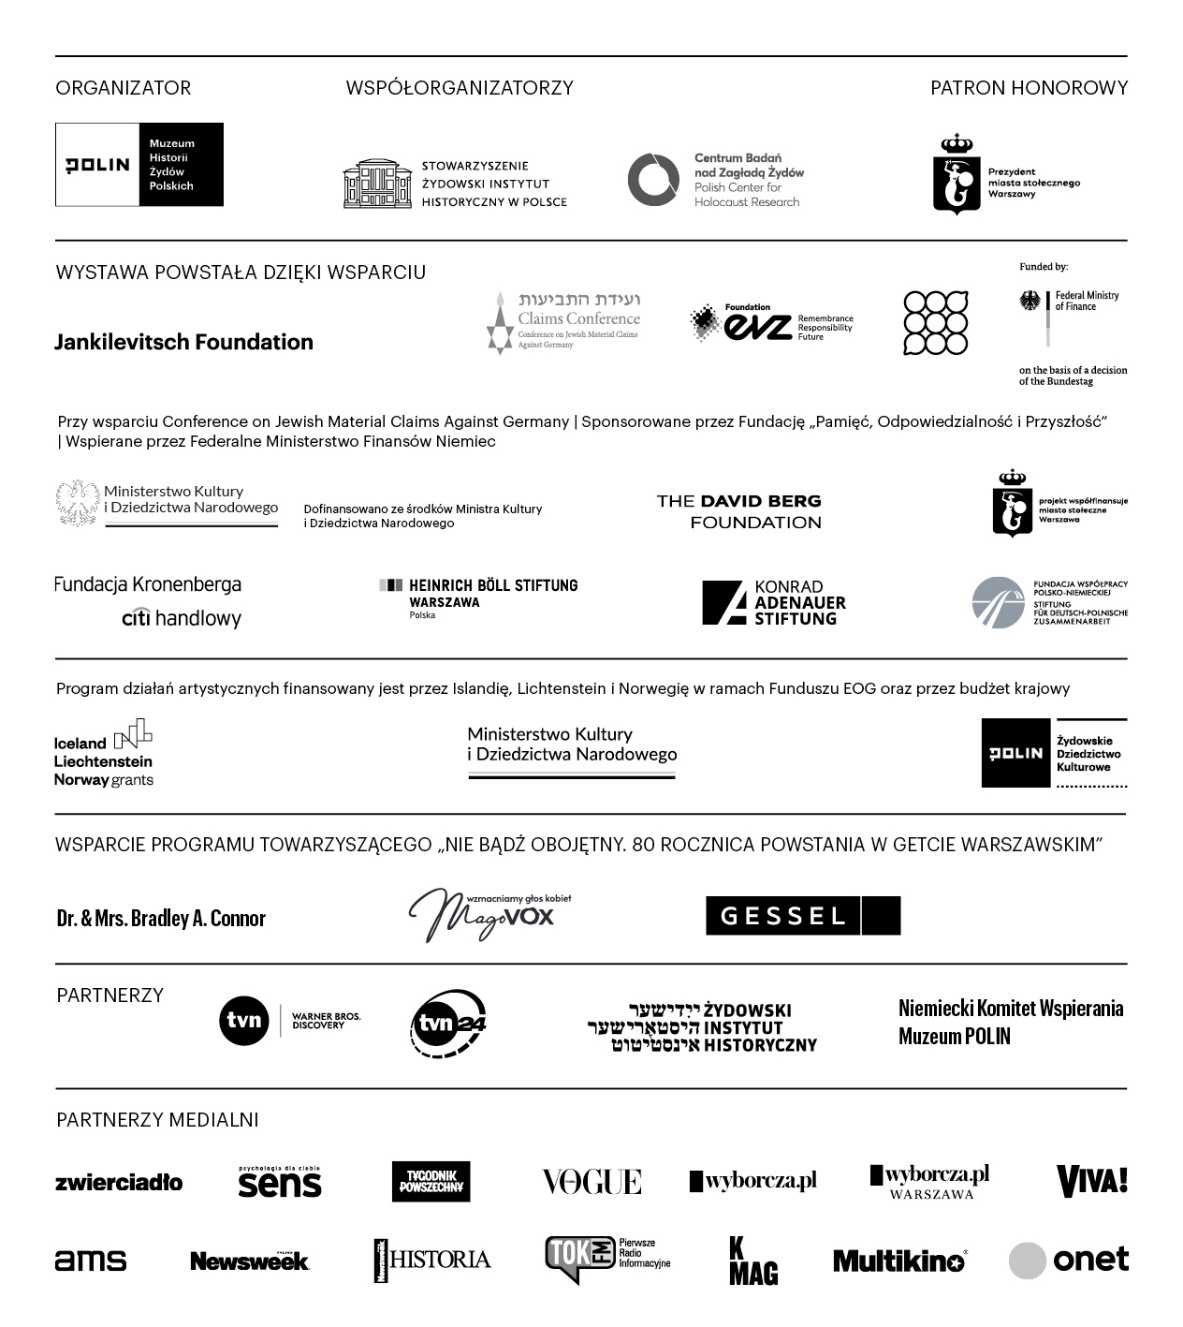 ORGANIZATOR
WSPÓŁORGANIZATORZY
PATRON HONOROWY
POLIN
Muzeum
Historii
Żydów
Polskich
STOWARZYSZENIE
ŻYDOWSKI INSTYTUT
HISTORYCZNY W POLSCE
Centrum Badań
nad Zagładą Żydów
Polish Center for
Holocaust Research
Prezydent
miasta stołecznego
Warszawy
WYSTAWA POWSTAŁA DZIĘKI WSPARCIU
Jankilevitsch Foundation
ועידת התביעות
Claims Conference
Conference on Jewish Material Claims
Against Germany
Foundation
evz
Remembrance
Responsibility
Future
Funded by:
Federal Ministry
of Finance
on the basis of a decision
of the Bundestag
Przy wsparciu Conference on Jewish Material Claims Against Germany | Sponsorowane przez Fundację „Pamięć, Odpowiedzialność i Przyszłość”
| Wspierane przez Federalne Ministerstwo Finansów Niemiec
Ministerstwo Kultury
i Dziedzictwa Narodowego
Dofinansowano ze środków Ministra Kultury
i Dziedzictwa Narodowego
THE DAVID BERG
FOUNDATION
projekt współfinansuje
miasto stołeczne
Warszawa
Fundacja Kronenberga
citi handlowy
HEINRICH BÖLL STIFTUNG
WARSZAWA
Polska
KONRAD
ADENAUER
STIFTUNG
FUNDACJA WSPÓŁPRACY
POLSKO-NIEMIECKIEJ
STIFTUNG
FÜR DEUTSCH-POLNISCHE
ZUSAMMENARBEIT
Program działań artystycznych finansowany jest przez Islandię, Lichtenstein i Norwegię w ramach Funduszu EOG oraz przez budżet krajowy
Iceland
Liechtenstein
Norway grants
Ministerstwo Kultury
i Dziedzictwa Narodowego
POLIN
Żydowskie
Dziedzictwo
Kulturowe
WSPARCIE PROGRAMU TOWARZYSZĄCEGO „NIE BĄDŹ OBOJĘTNY. 80 ROCZNICA POWSTANIA W GETCIE WARSZAWSKIM”
Dr. & Mrs. Bradley A. Connor
wzmacniamy głos kobiet
MagoVOX
GESSEL
PARTNERZY
tvn
WARNER BROS.
DISCOVERY
tvn24
ייִדישער ŻYDOWSKI
היסטאָרישער INSTYTUT
אינסטיטוט HISTORYCZNY
Niemiecki Komitet Wspierania
Muzeum POLIN
PARTNERZY MEDIALNI
zwierciadło
psychologia dla ciebie
sens
TYGODNIK
POWSZECHNY
VOGUE
wyborcza.pl
wyborcza.pl
WARSZAWA
VIVA!
ams
POLSKA
Newsweek
Newsweek
HISTORIA
TOK
FM
Pierwsze
Radio
Informacyjne
K
MAG
Multikino®
onet